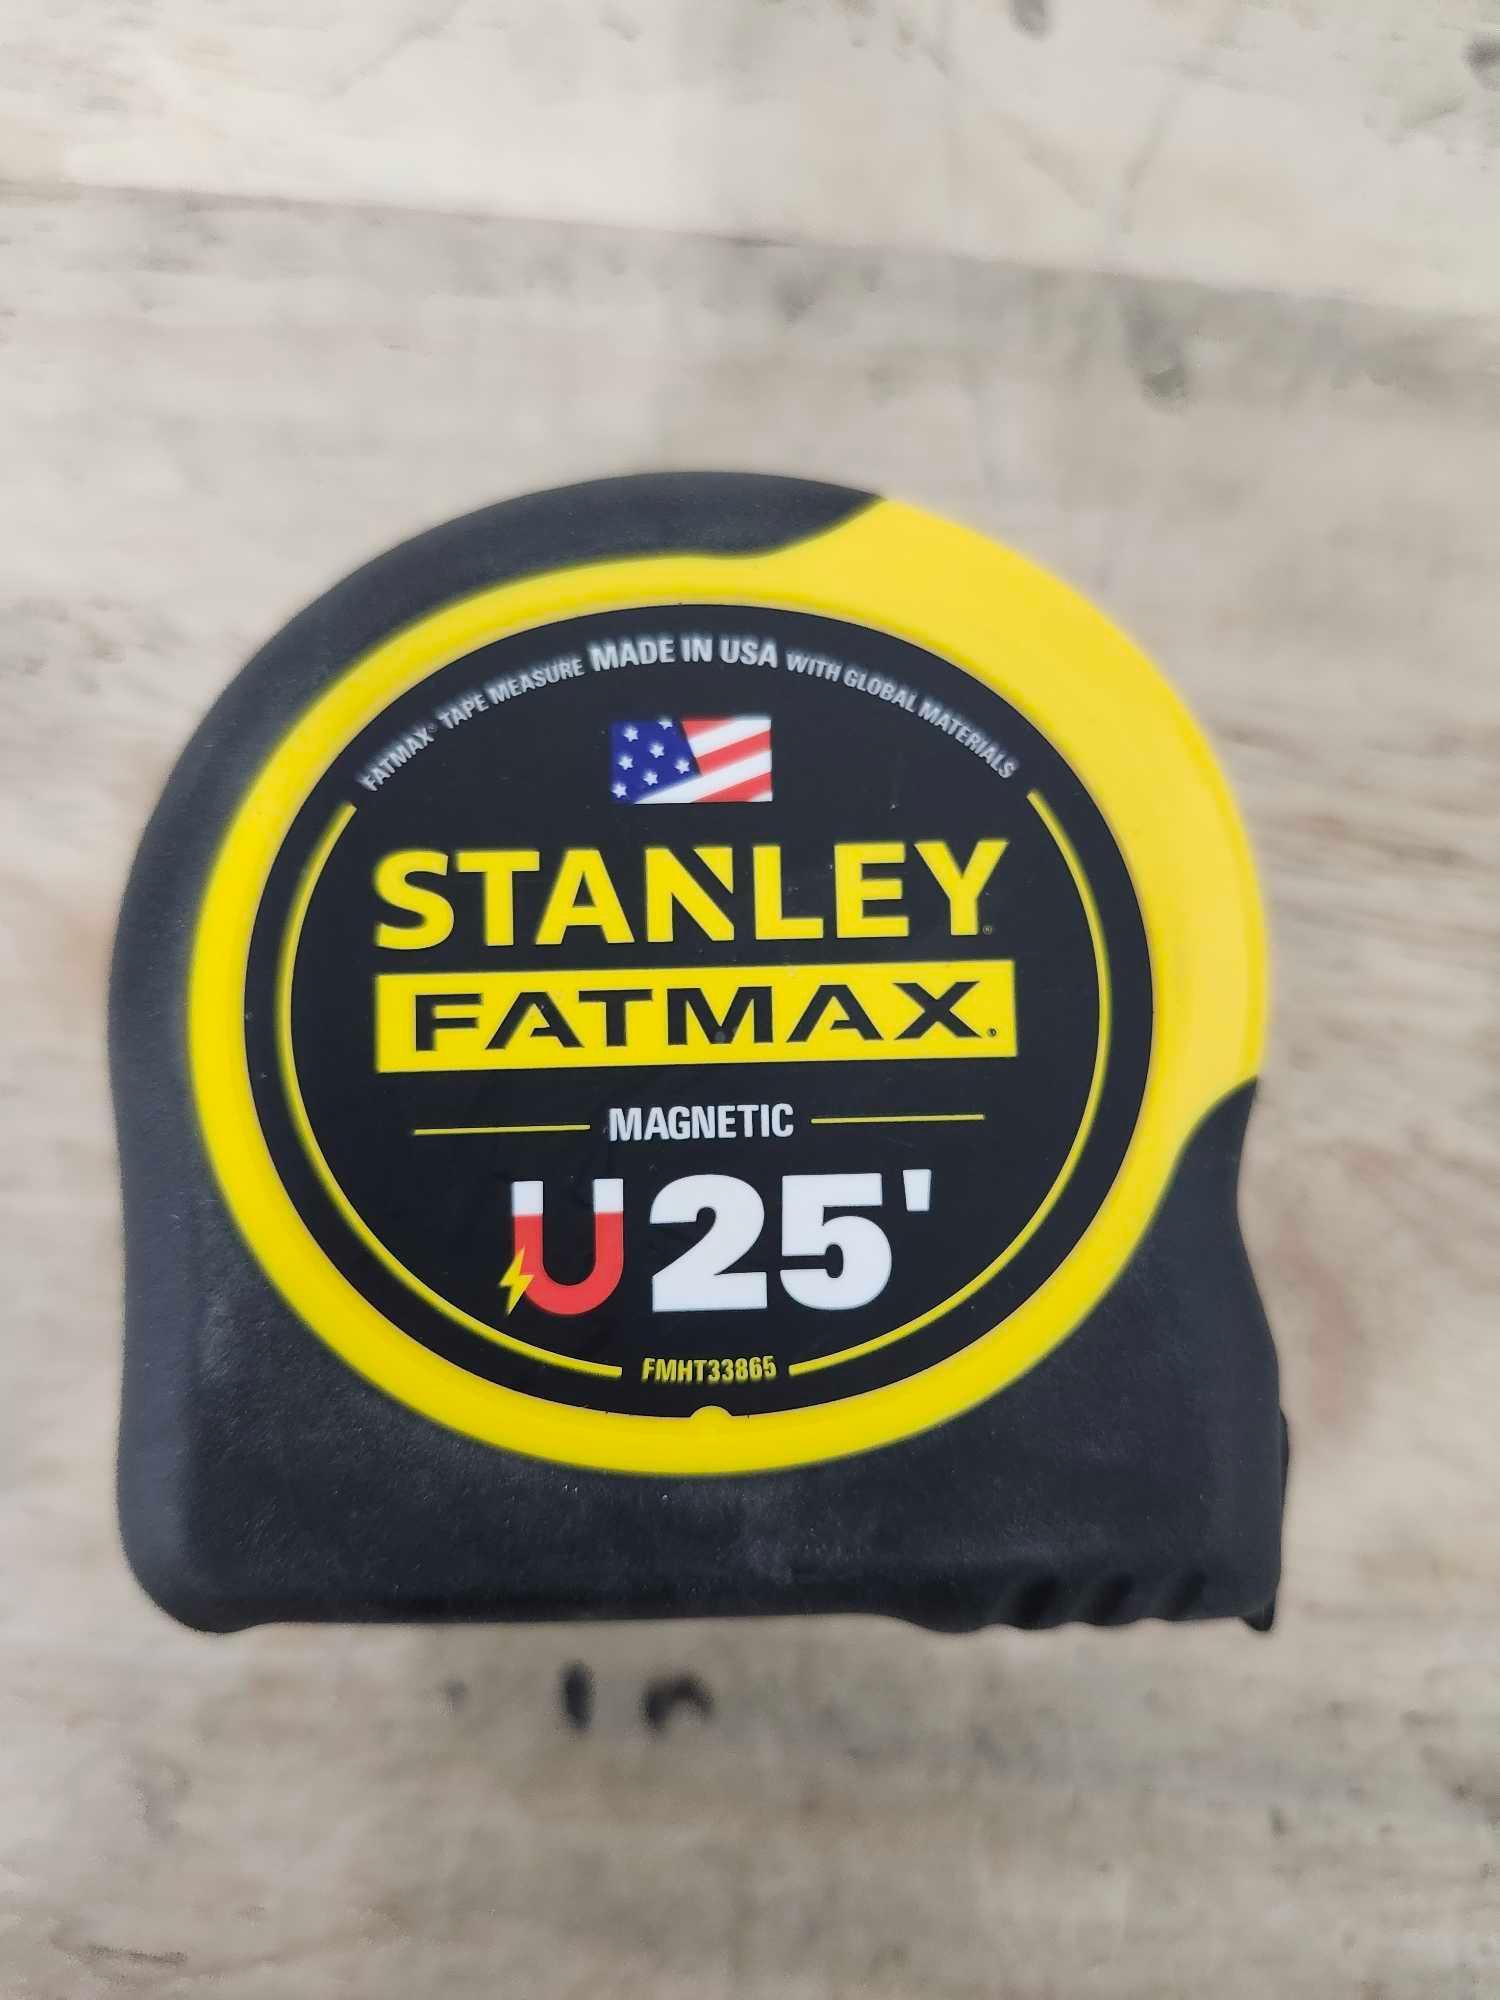 FATMAX® TAPE MEASURE MADE IN USA WITH GLOBAL MATERIALS
STANLEY®
FATMAX®
MAGNETIC
25'
FMHT33865